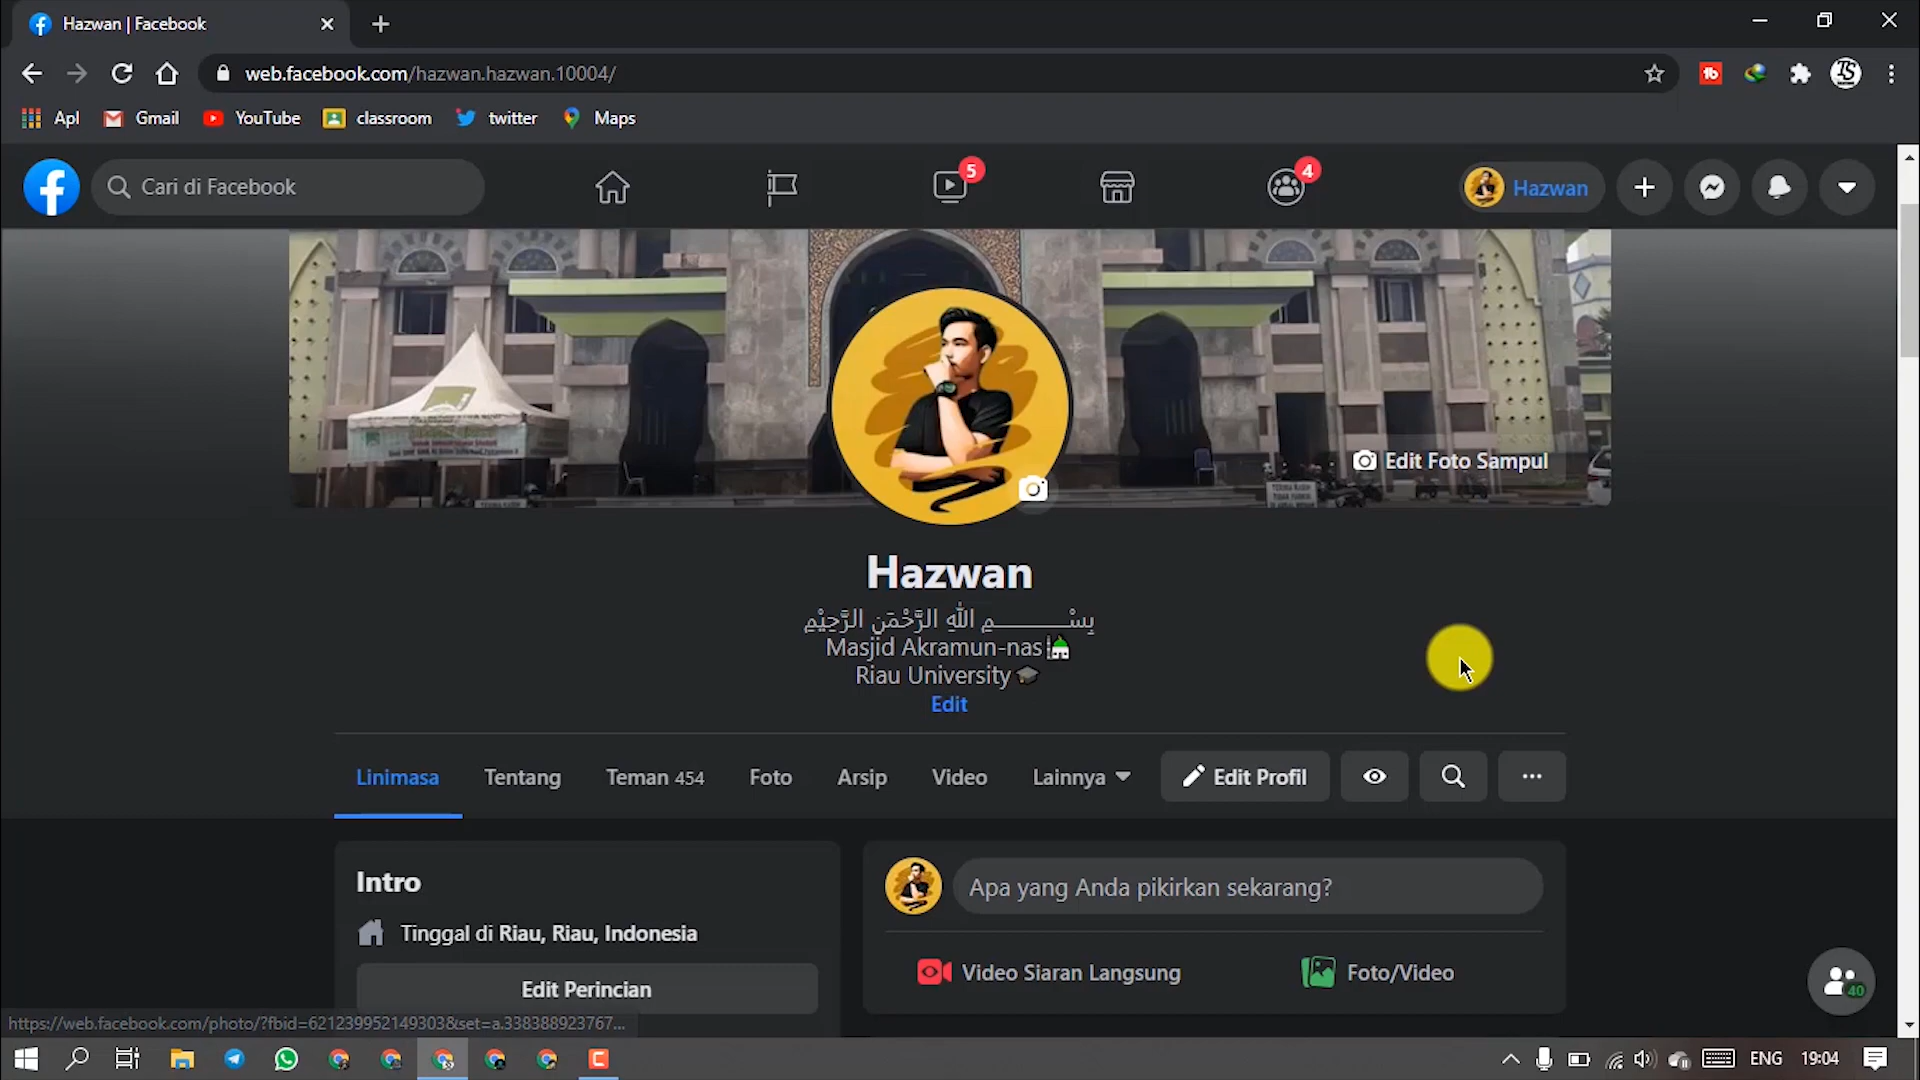 Hazwan | Facebook
web.facebook.com/hazwan.hazwan.10004/
Apl
Gmail
YouTube
classroom
twitter
Maps
Cari di Facebook
5
4
Hazwan
Edit Foto Sampul
Hazwan
بِسْــــــــــــــمِ اللهِ الرَّحْمَنِ الرَّحِيْمِ
Masjid Akramun-nas
Riau University
Edit
Linimasa
Tentang
Teman 454
Foto
Arsip
Video
Lainnya
Edit Profil
Intro
Tinggal di Riau, Riau, Indonesia
Edit Perincian
Apa yang Anda pikirkan sekarang?
Video Siaran Langsung
Foto/Video
40
https://web.facebook.com/photo/?fbid=621239952149303&set=a.338388923767...
ENG
19:04